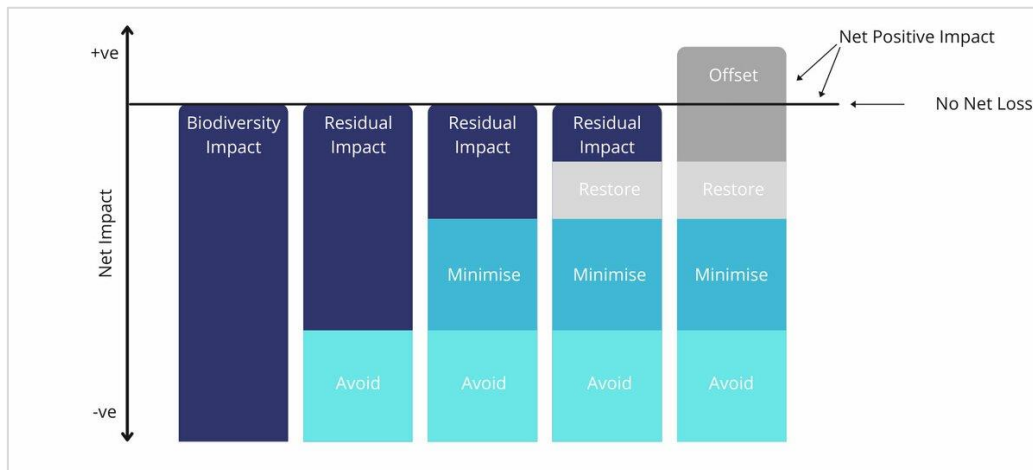 +ve
Net Impact
-ve
Biodiversity
Impact
Residual
Impact
Avoid
Residual
Impact
Minimise
Avoid
Residual
Impact
Restore
Minimise
Avoid
Offset
Restore
Minimise
Avoid
Net Positive Impact
No Net Loss